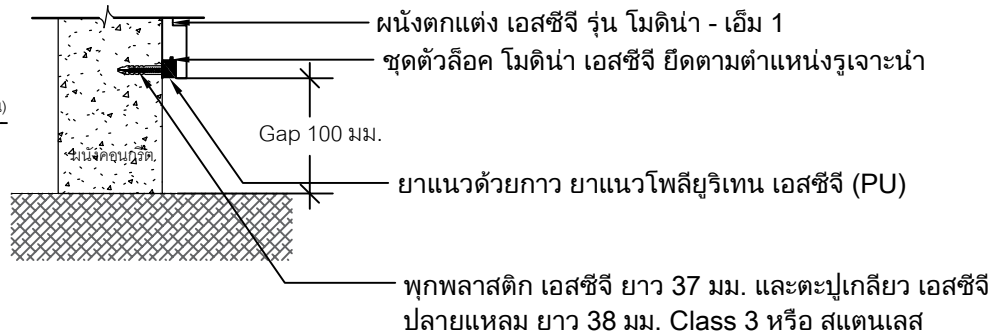 ผนังตกแต่ง เอสซีจี รุ่น โมดิน่า - เอ็ม 1
ชุดตัวล็อค โมดิน่า เอสซีจี ยึดตามตำแหน่งรูเจาะนำ
Gap 100 มม.
ผนังคอนกรีต
ยาแนวด้วยกาว ยาแนวโพลียูริเทน เอสซีจี (PU)
พุกพลาสติก เอสซีจี ยาว 37 มม. และตะปูเกลียว เอสซีจี
ปลายแหลม ยาว 38 มม. Class 3 หรือ สแตนเลส